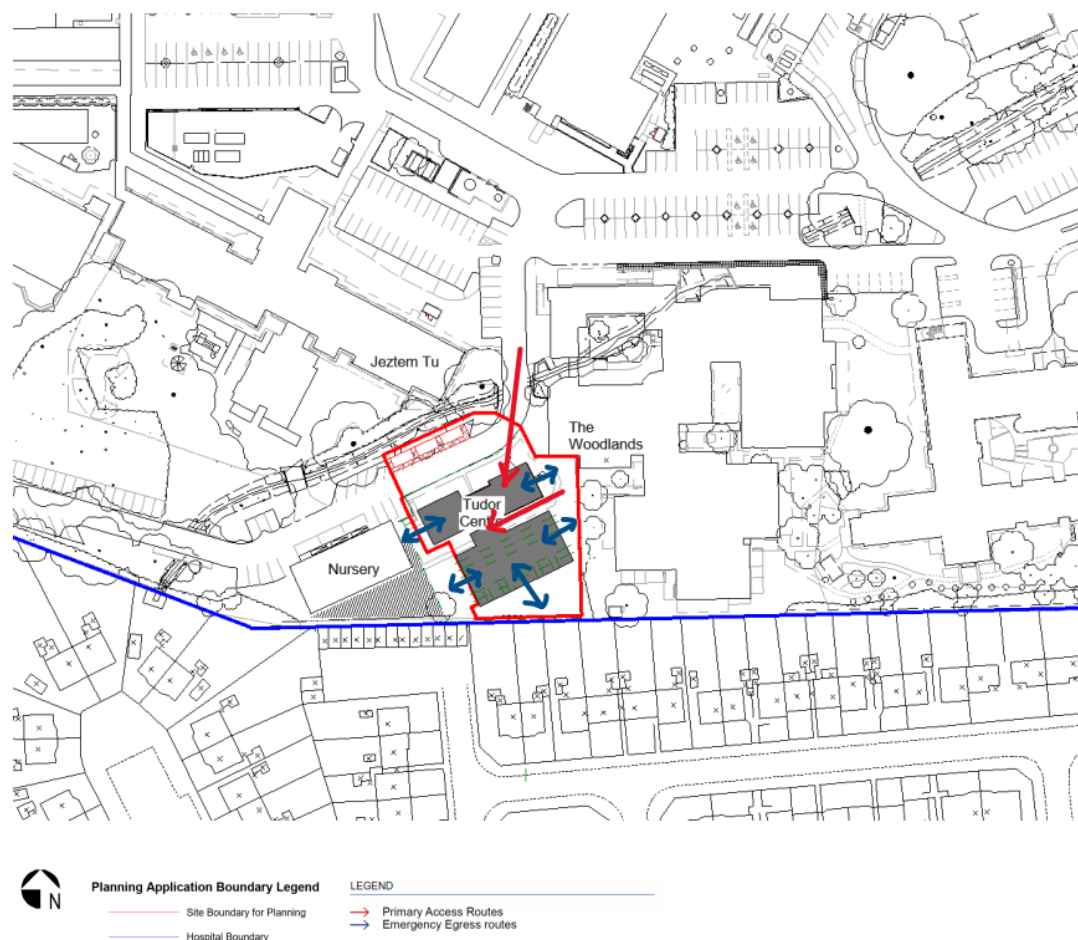 Jeztem Tu
The
Woodlands
Tudor
Centre
Nursery
N
Planning Application Boundary Legend
Site Boundary for Planning
Hospital Boundary
LEGEND
Primary Access Routes
Emergency Egress routes